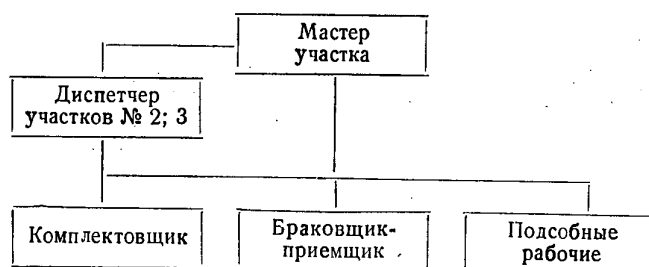 Мастер
участка
Диспетчер
участков № 2; 3
Комплектовщик
Браковщик-
приемщик
Подсобные
рабочие